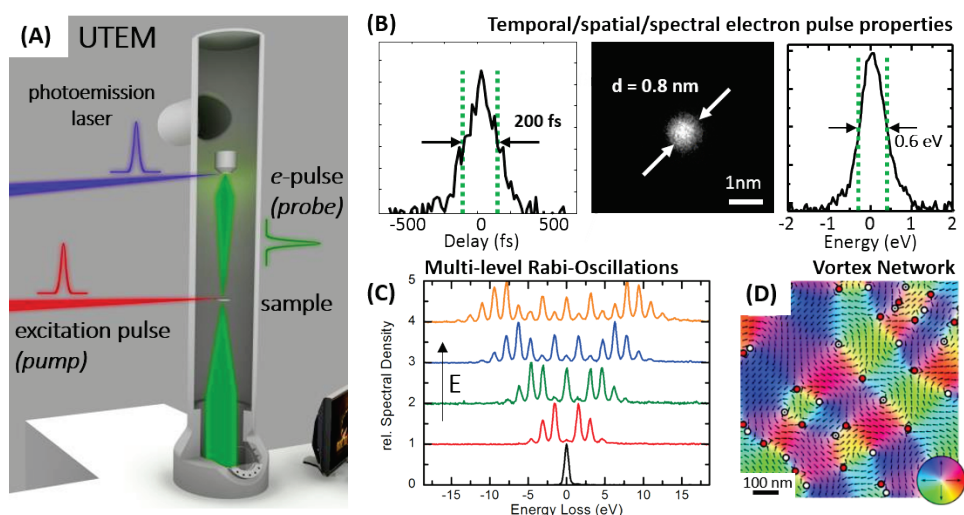 (A) UTEM
photoemission
laser
e-pulse
(probe)
sample
excitation pulse
(pump)
(B) Temporal/spatial/spectral electron pulse properties
200 fs
-500 0 500
Delay (fs)
d = 0.8 nm
1nm
0.6 eV
-2 -1 0 1 2
Energy (eV)
Multi-level Rabi-Oscillations
(C)
rel. Spectral Density
5
4
3
2
1
E
-15 -10 -5 0 5 10 15
Energy Loss (eV)
Vortex Network
(D)
100 nm